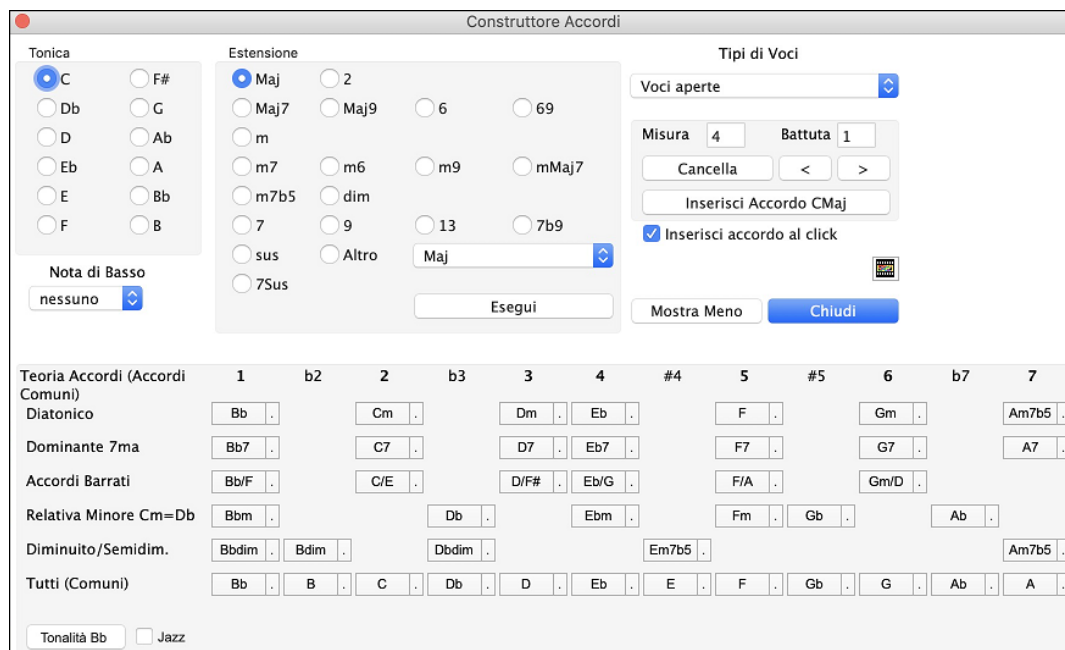 Construttore Accordi
Tonica
C F#
Db G
D Ab
Eb A
E Bb
F B
Nota di Basso
nessuno
Estensione
Maj 2
Maj7 Maj9 6 69
m
m7 m6 m9 mMaj7
m7b5 dim
7 9 13 7b9
sus Altro Maj
7Sus
Esegui
Tipi di Voci
Voci aperte
Misura 4 Battuta 1
Cancella < >
Inserisci Accordo CMaj
Inserisci accordo al click
Mostra Meno Chiudi
Teoria Accordi (Accordi 1 b2 2 b3 3 4 #4 5 #5 6 b7 7
Comuni)
Diatonico Bb . Cm . Dm . Eb . F . Gm . Am7b5 .
Dominante 7ma Bb7 . C7 . D7 . Eb7 . F7 . G7 . A7 .
Accordi Barrati Bb/F . C/E . D/F# . Eb/G . F/A . Gm/D .
Relativa Minore Cm=Db Bbm . Db . Ebm . Fm . Gb . Ab .
Diminuito/Semidim. Bbdim . Bdim . Dbdim . Em7b5 . Am7b5 .
Tutti (Comuni) Bb . B . C . Db . D . Eb . E . F . Gb . G . Ab . A .
Tonalità Bb Jazz